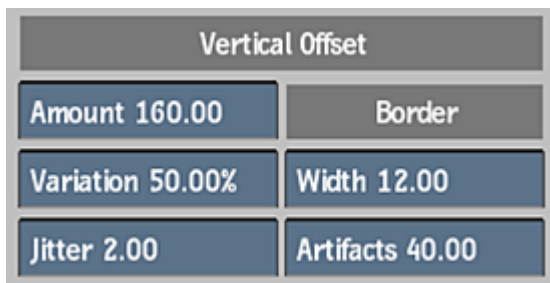 Vertical Offset
Amount 160.00
Border
Variation 50.00%
Width 12.00
Jitter 2.00
Artifacts 40.00